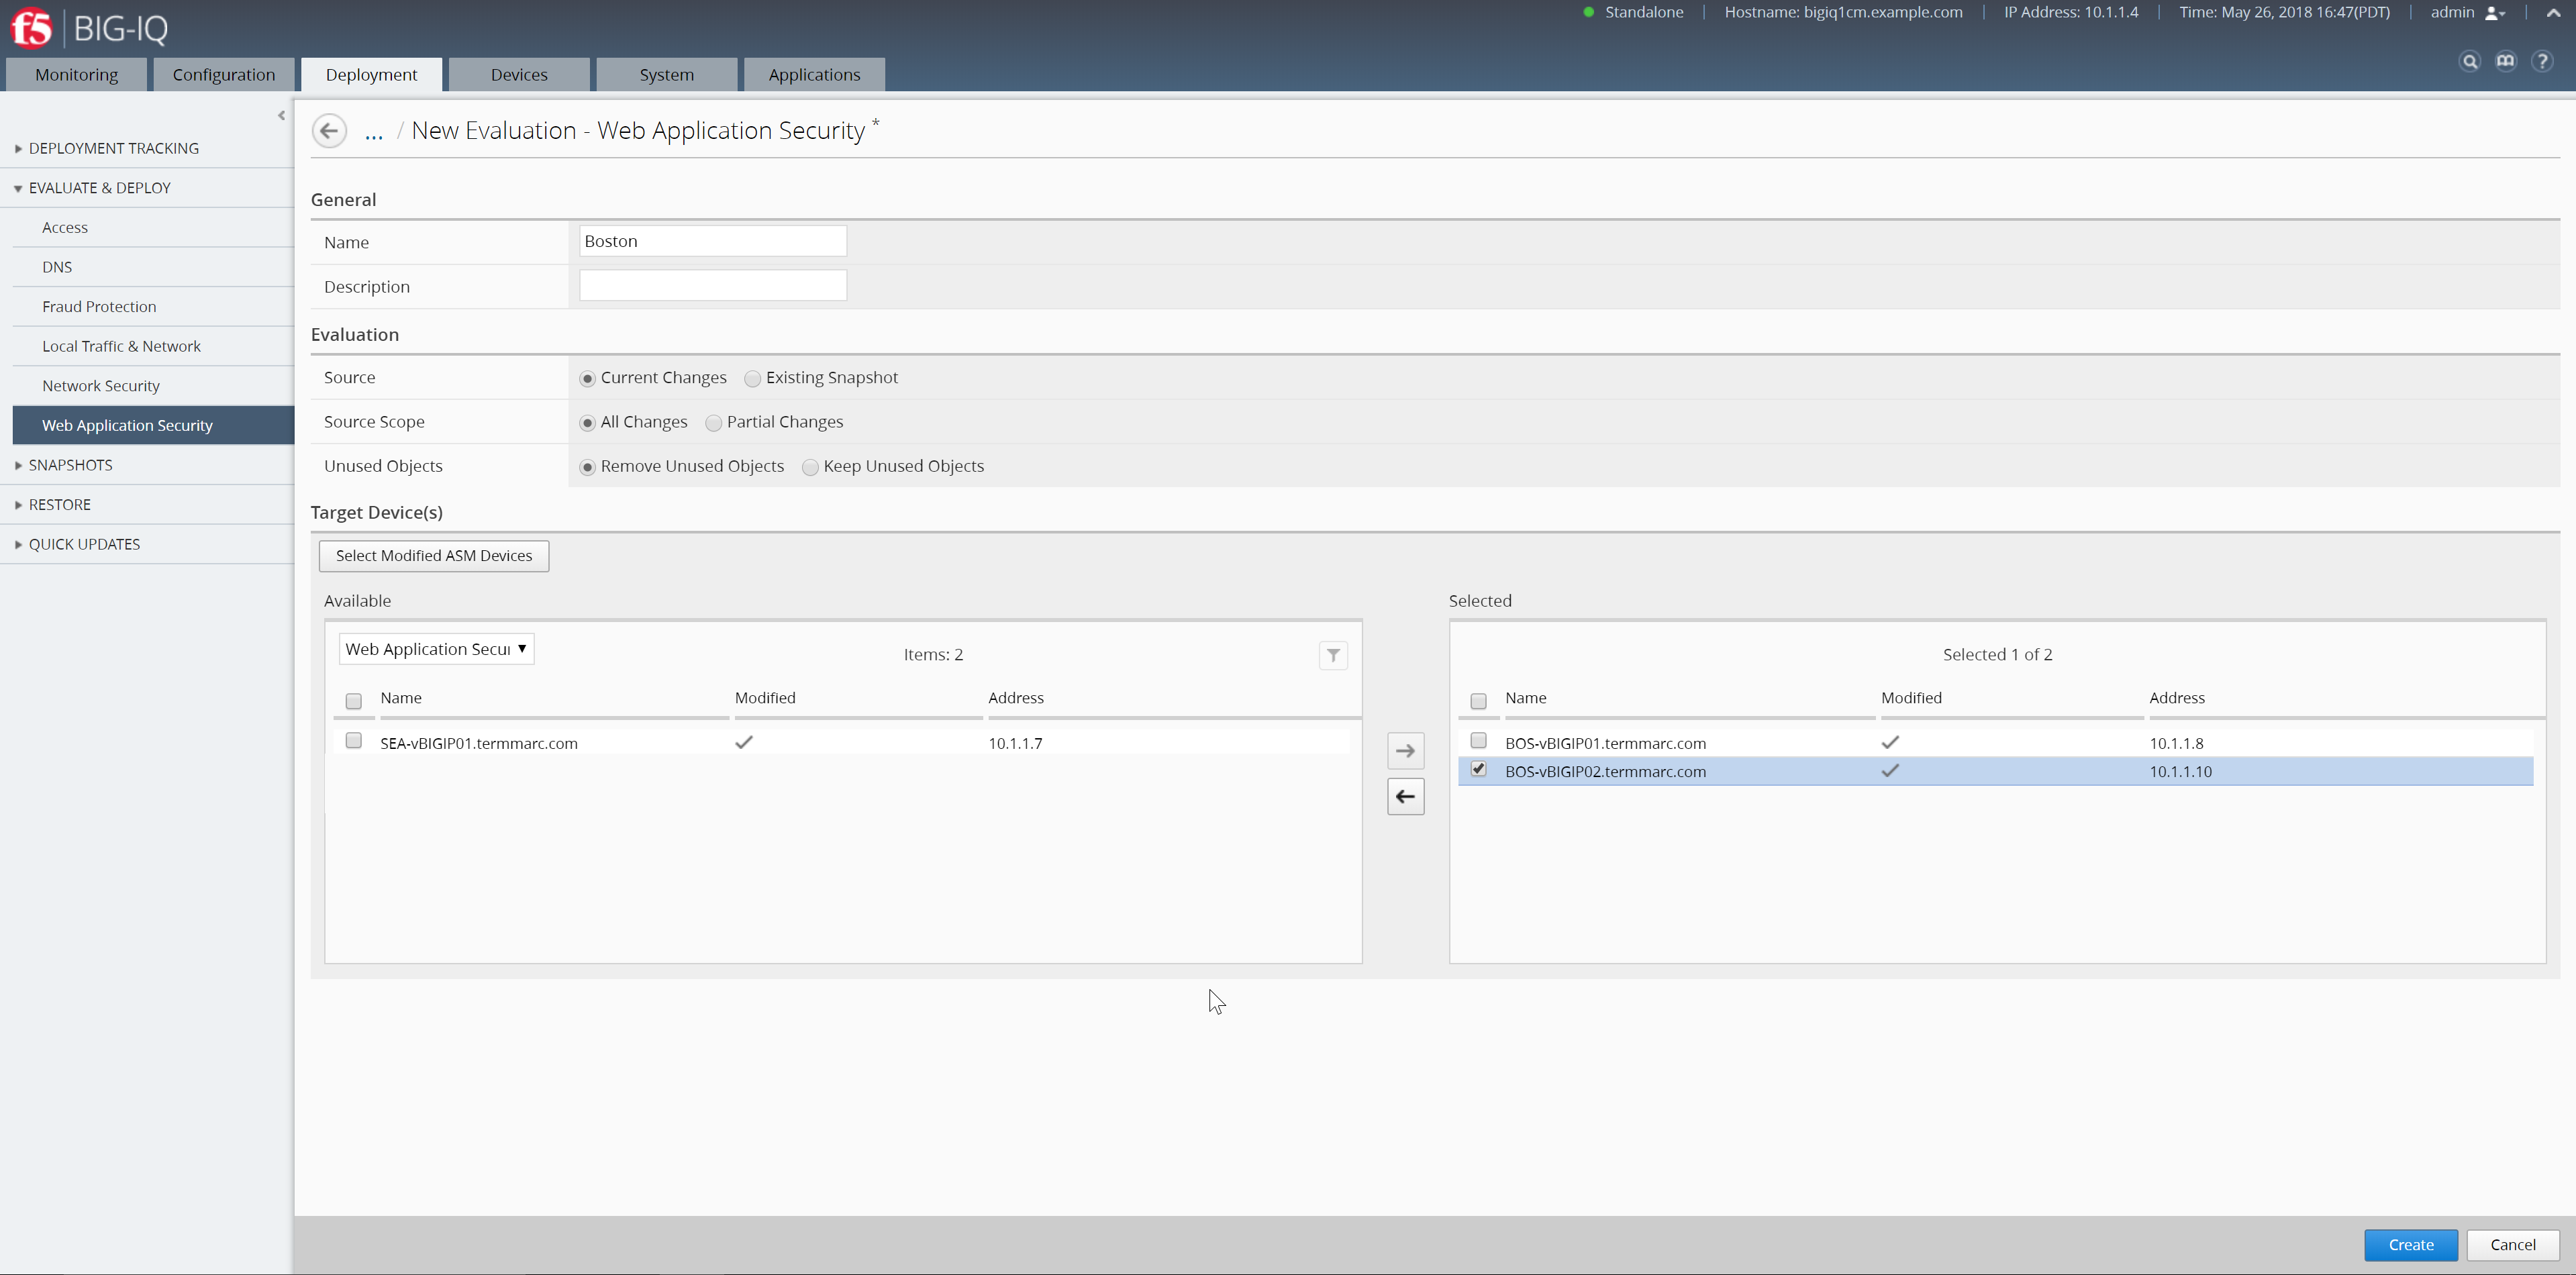 f5 BIG-IQ
Standalone | Hostname: bigiq1cm.example.com | IP Address: 10.1.1.4 | Time: May 26, 2018 16:47(PDT) | admin
Monitoring Configuration Deployment Devices System Applications
... / New Evaluation - Web Application Security *
DEPLOYMENT TRACKING
EVALUATE & DEPLOY
Access
DNS
Fraud Protection
Local Traffic & Network
Network Security
Web Application Security
SNAPSHOTS
RESTORE
QUICK UPDATES
General
Name Boston
Description
Evaluation
Source Current Changes Existing Snapshot
Source Scope All Changes Partial Changes
Unused Objects Remove Unused Objects Keep Unused Objects
Target Device(s)
Select Modified ASM Devices
Available
Web Application Secu Items: 2
Name Modified Address
SEA-vBIGIP01.termmarc.com 10.1.1.7
Selected
Selected 1 of 2
Name Modified Address
BOS-vBIGIP01.termmarc.com 10.1.1.8
BOS-vBIGIP02.termmarc.com 10.1.1.10
Create Cancel